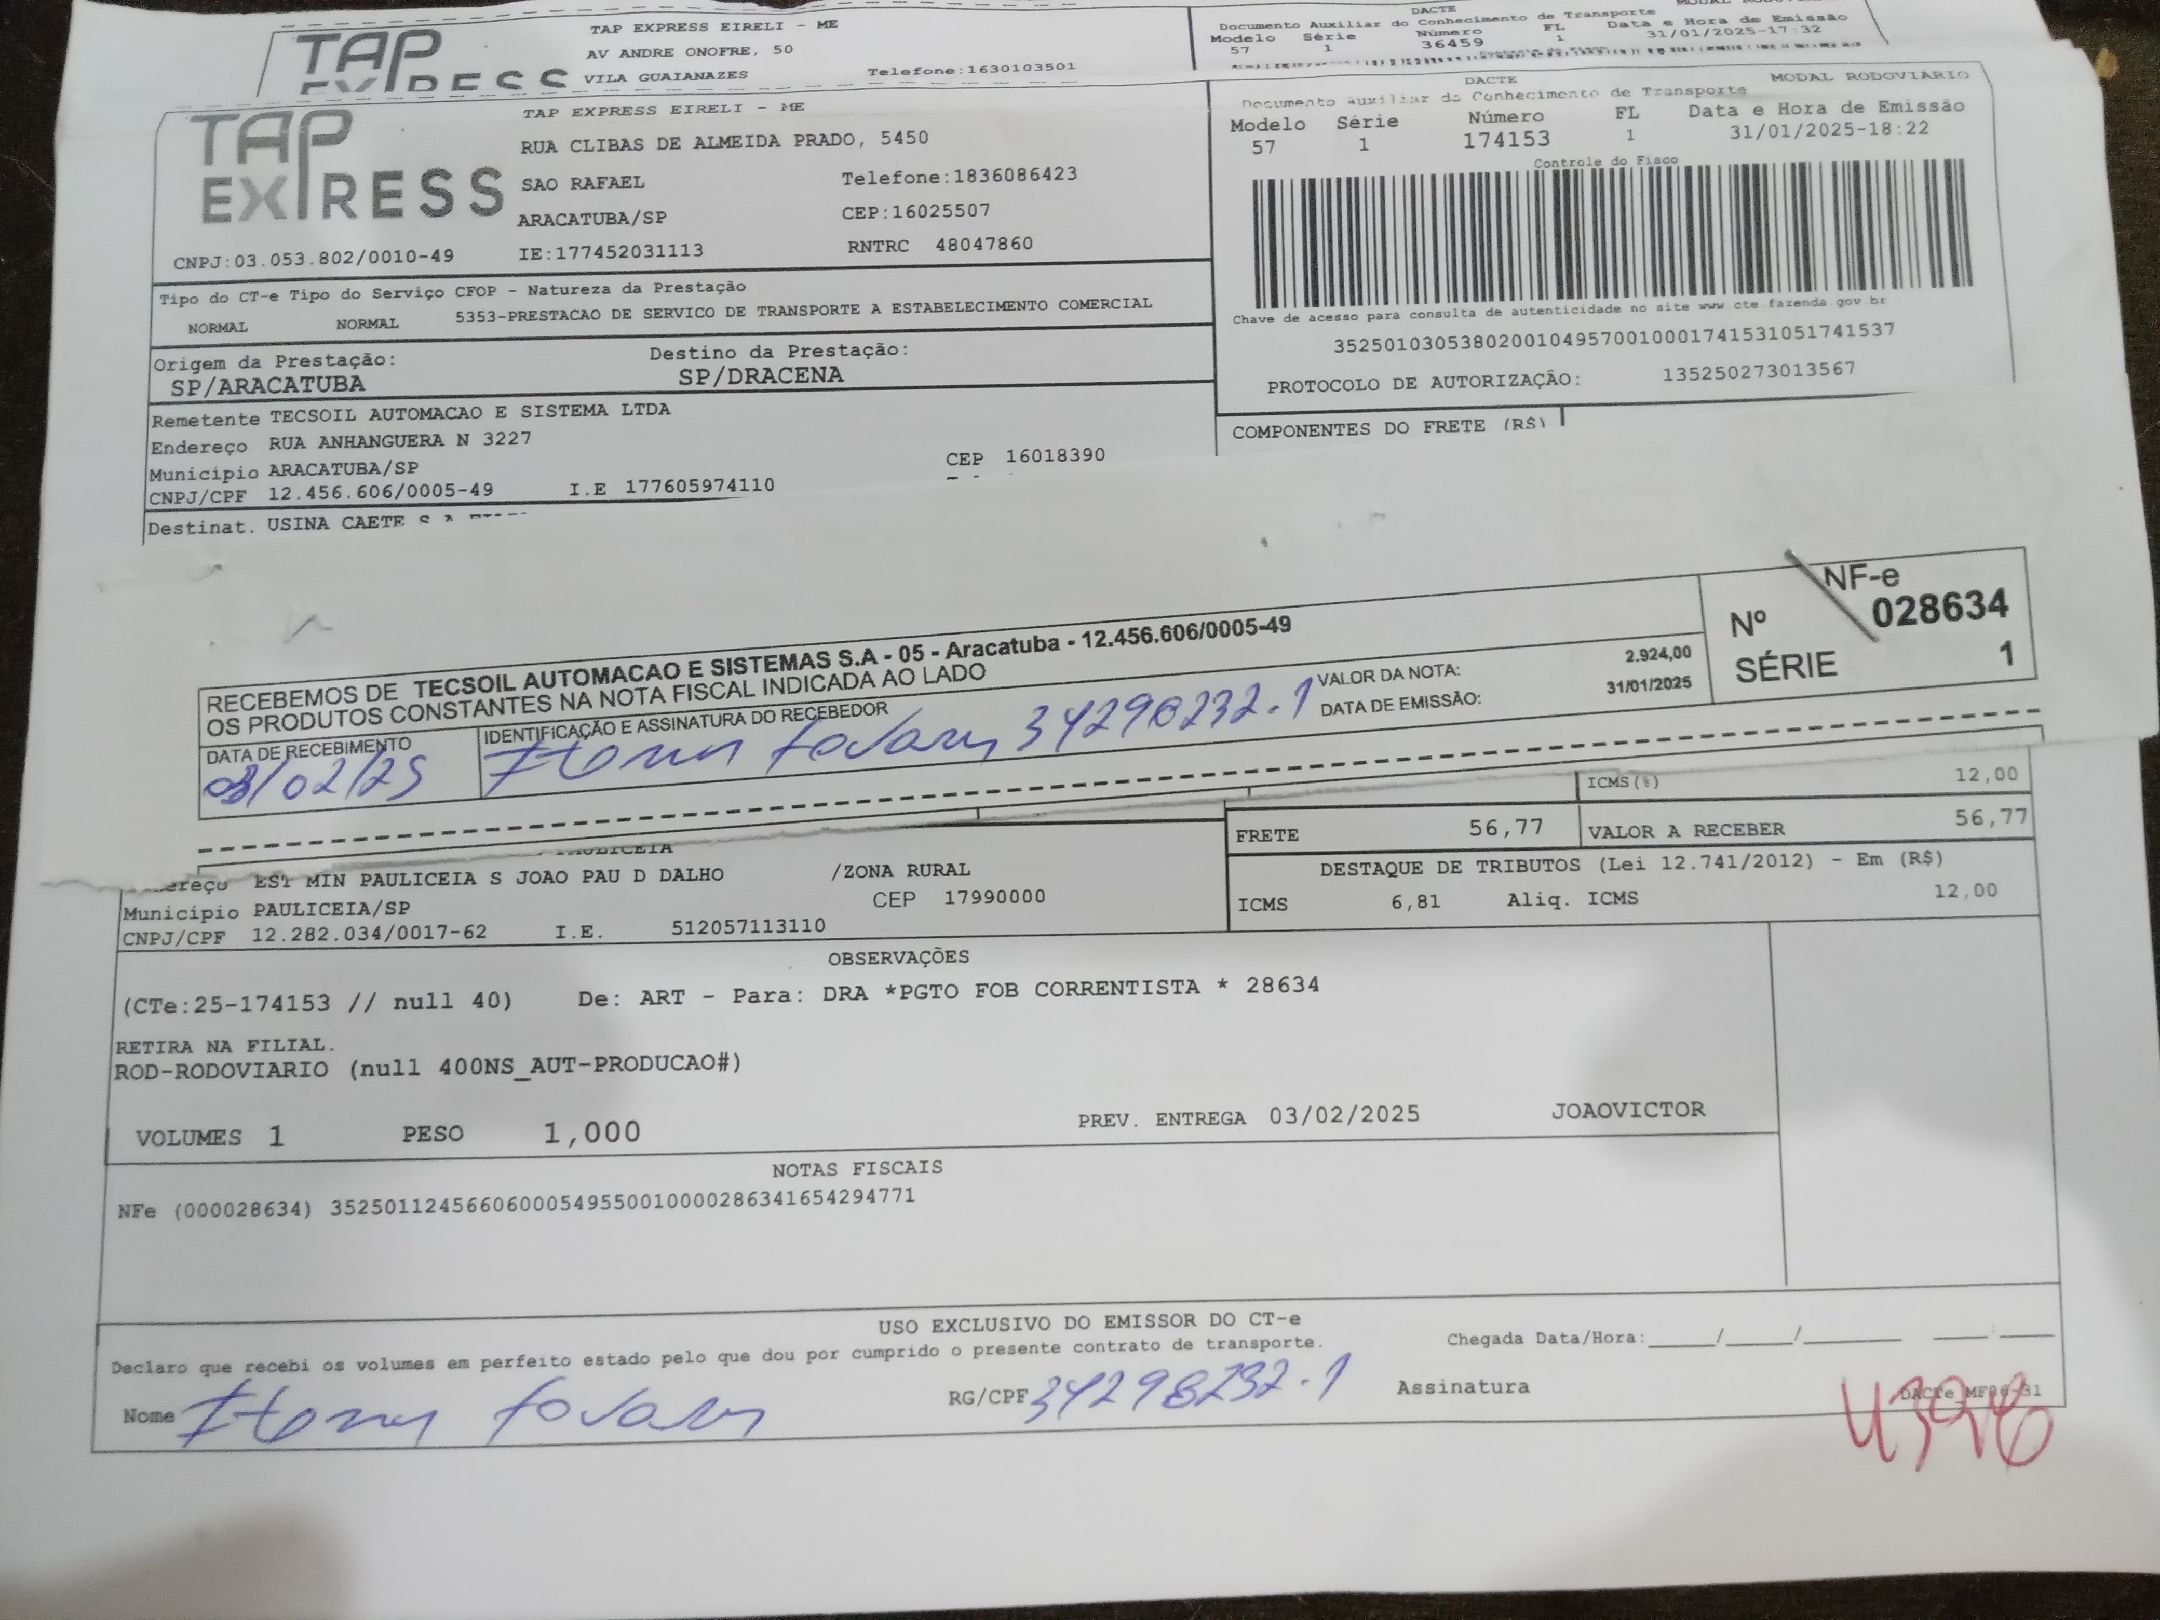 TAP EXPRESS EIRELI - ME
AV ANDRE ONOFRE, 50
VILA GUAIANAZES Telefone:1630103501
TAP
EXPRESS
DACTE
Documento Auxiliar do Conhecimento de Transporte
Modelo Série Número FL Data e Hora de Emissão
57 1 36459 1 31/01/2025-17:32
TAP
EXPRESS
TAP EXPRESS EIRELI - ME
RUA CLIBAS DE ALMEIDA PRADO, 5450
SAO RAFAEL Telefone:1836086423
ARACATUBA/SP CEP:16025507
CNPJ:03.053.802/0010-49 IE:177452031113 RNTRC 48047860
DACTE MODAL RODOVIÁRIO
Documento Auxiliar do Conhecimento de Transporte
Modelo Série Número FL Data e Hora de Emissão
57 1 174153 1 31/01/2025-18:22
Controle do Fisco
Chave de acesso para consulta de autenticidade no site www.cte.fazenda.gov.br
35250103053802001049570010001741531051741537
PROTOCOLO DE AUTORIZAÇÃO: 135250273013567
Tipo do CT-e Tipo do Serviço CFOP - Natureza da Prestação
NORMAL NORMAL 5353-PRESTACAO DE SERVICO DE TRANSPORTE A ESTABELECIMENTO COMERCIAL
Origem da Prestação: Destino da Prestação:
SP/ARACATUBA SP/DRACENA
Remetente TECSOIL AUTOMACAO E SISTEMA LTDA
Endereço RUA ANHANGUERA N 3227
Município ARACATUBA/SP CEP 16018390
CNPJ/CPF 12.456.606/0005-49 I.E 177605974110
Destinat. USINA CAETE S A
COMPONENTES DO FRETE (R$)
RECEBEMOS DE TECSOIL AUTOMACAO E SISTEMAS S.A - 05 - Aracatuba - 12.456.606/0005-49
OS PRODUTOS CONSTANTES NA NOTA FISCAL INDICADA AO LADO
VALOR DA NOTA: 2.924,00
DATA DE EMISSÃO: 31/01/2025
NF-e
Nº 028634
SÉRIE 1
DATA DE RECEBIMENTO IDENTIFICAÇÃO E ASSINATURA DO RECEBEDOR
03/02/25 34298232-1
ICMS(%) 12,00
FRETE 56,77 VALOR A RECEBER 56,77
DESTAQUE DE TRIBUTOS (Lei 12.741/2012) - Em (R$)
ICMS 6,81 Aliq. ICMS 12,00
PAULICEIA
Endereço EST MIN PAULICEIA S JOAO PAU D DALHO /ZONA RURAL
Município PAULICEIA/SP CEP 17990000
CNPJ/CPF 12.282.034/0017-62 I.E. 512057113110
OBSERVAÇÕES
(CTe:25-174153 // null 40) De: ART - Para: DRA *PGTO FOB CORRENTISTA * 28634
RETIRA NA FILIAL.
ROD-RODOVIARIO (null 400NS_AUT-PRODUCAO#)
VOLUMES 1 PESO 1,000 PREV. ENTREGA 03/02/2025 JOAOVICTOR
NOTAS FISCAIS
NFe (000028634) 35250112456606000549550010000286341654294771
USO EXCLUSIVO DO EMISSOR DO CT-e
Declaro que recebi os volumes em perfeito estado pelo que dou por cumprido o presente contrato de transporte. Chegada Data/Hora:_____/_____/_______ ____:____
Nome RG/CPF 34298232-1 Assinatura